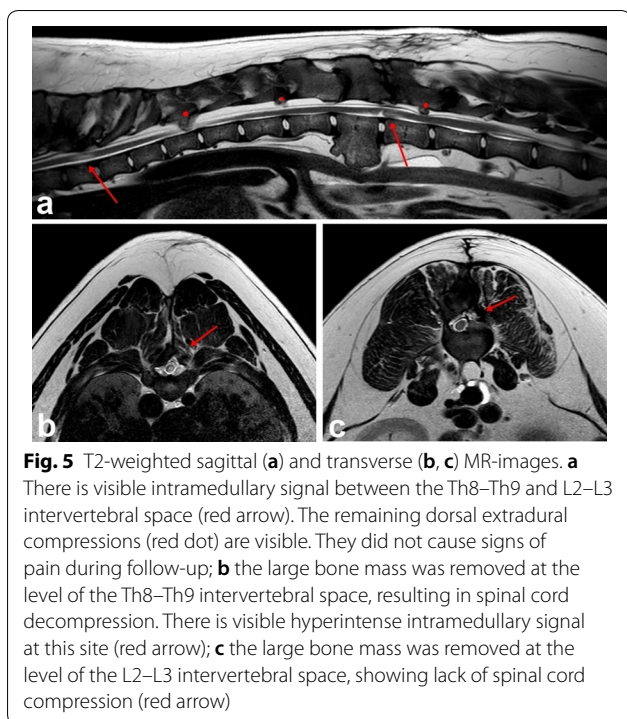 a
b
c
Fig. 5 T2-weighted sagittal (a) and transverse (b, c) MR-images. a
There is visible intramedullary signal between the Th8–Th9 and L2–L3
intervertebral space (red arrow). The remaining dorsal extradural
compressions (red dot) are visible. They did not cause signs of
pain during follow-up; b the large bone mass was removed at the
level of the Th8–Th9 intervertebral space, resulting in spinal cord
decompression. There is visible hyperintense intramedullary signal
at this site (red arrow); c the large bone mass was removed at the
level of the L2–L3 intervertebral space, showing lack of spinal cord
compression (red arrow)